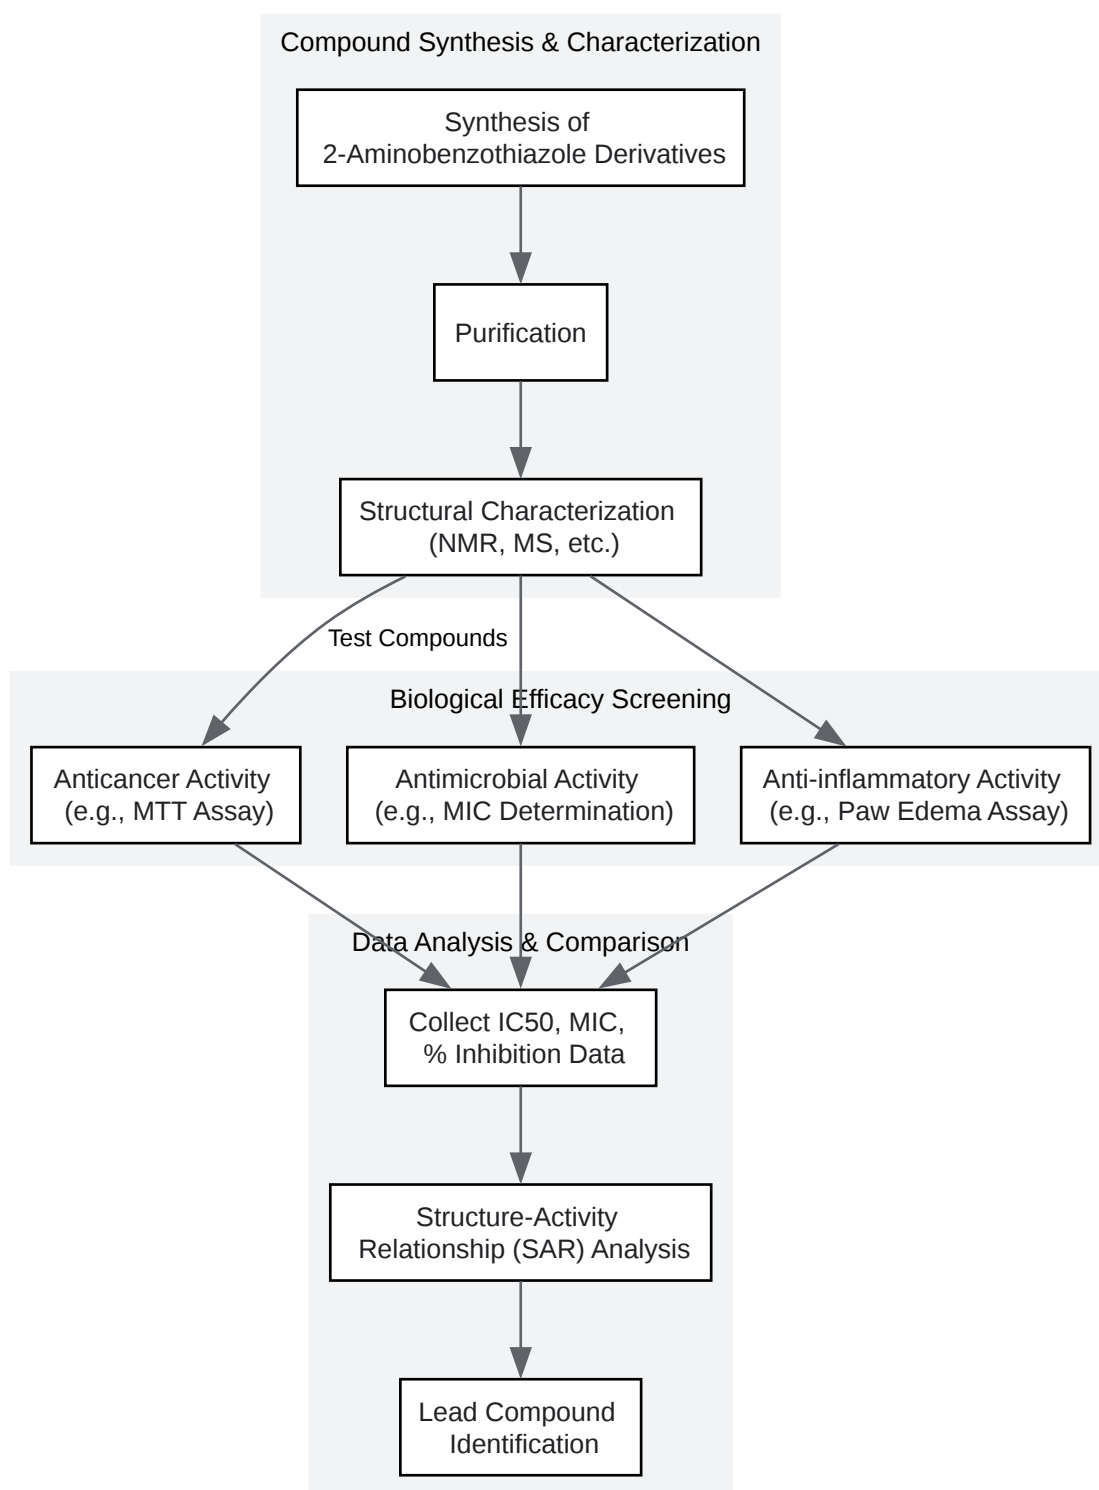 Compound Synthesis & Characterization
Synthesis of
2-Aminobenzothiazole Derivatives
Purification
Structural Characterization
(NMR, MS, etc.)
Test Compounds
Biological Efficacy Screening
Anticancer Activity
(e.g., MTT Assay)
Antimicrobial Activity
(e.g., MIC Determination)
Anti-inflammatory Activity
(e.g., Paw Edema Assay)
Data Analysis & Comparison
Collect IC50, MIC,
% Inhibition Data
Structure-Activity
Relationship (SAR) Analysis
Lead Compound
Identification